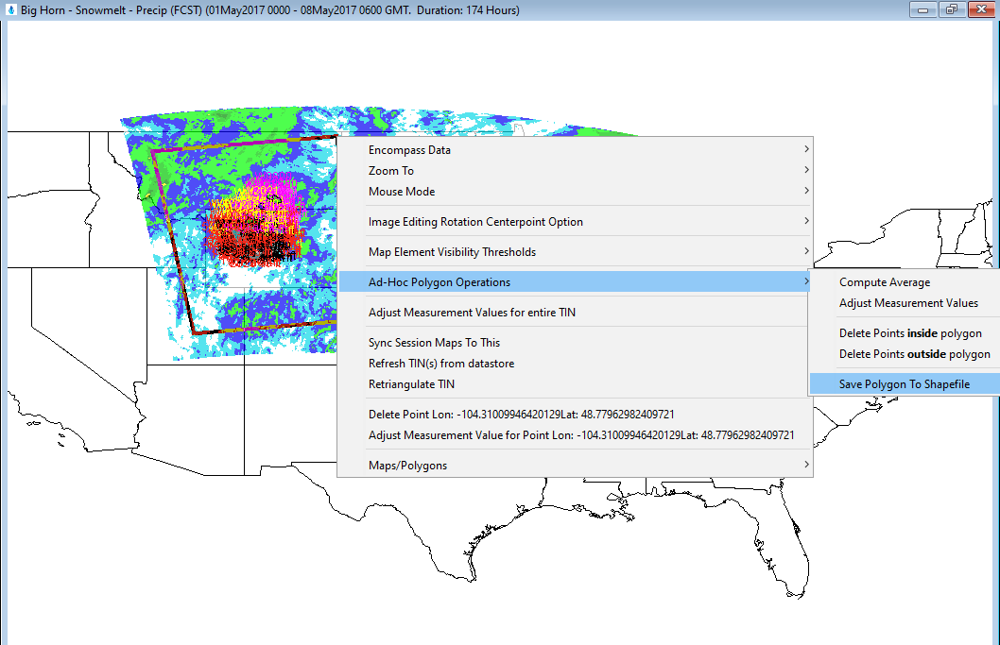 Big Horn - Snowmelt - Precip (FCST) (01May2017 0000 - 08May2017 0600 GMT.  Duration: 174 Hours)
Encompass Data
Zoom To
Mouse Mode
Image Editing Rotation Centerpoint Option
Map Element Visibility Thresholds
Ad-Hoc Polygon Operations
Adjust Measurement Values for entire TIN
Sync Session Maps To This
Refresh TIN(s) from datastore
Retriangulate TIN
Delete Point Lon: -104.31009946420129Lat: 48.77962982409721
Adjust Measurement Value for Point Lon: -104.31009946420129Lat: 48.77962982409721
Maps/Polygons
Compute Average
Adjust Measurement Values
Delete Points inside polygon
Delete Points outside polygon
Save Polygon To Shapefile